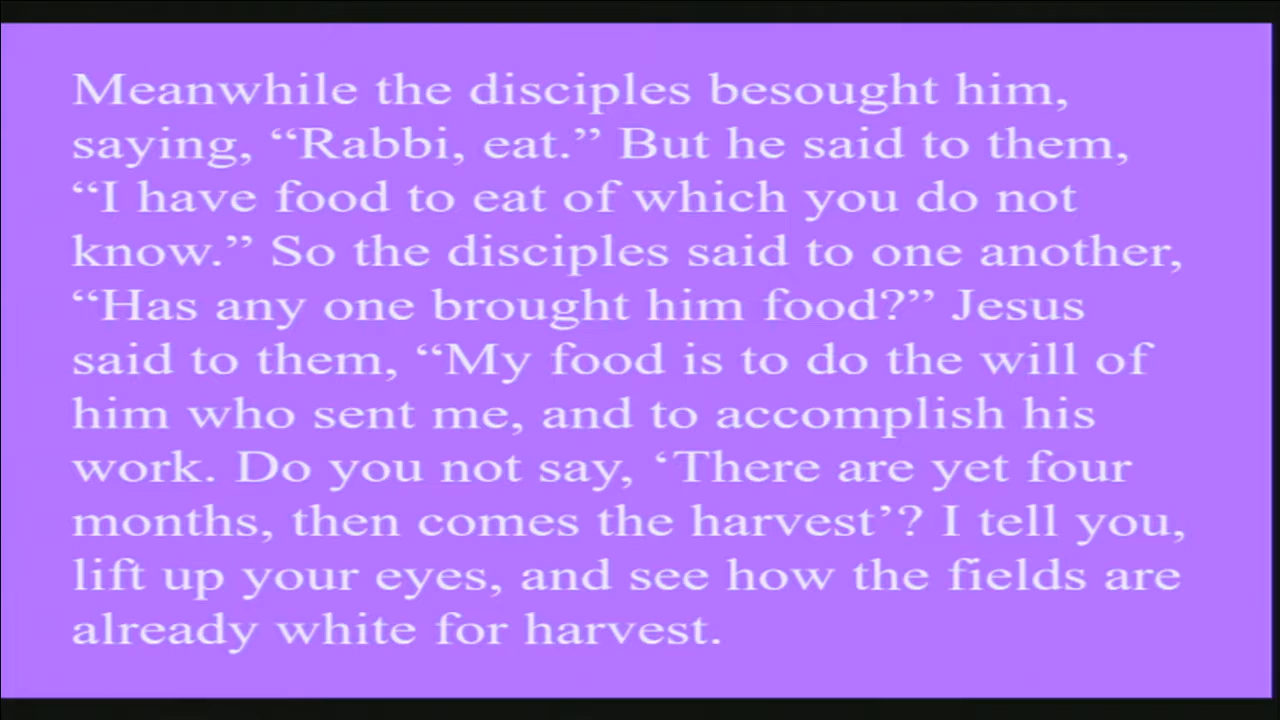 Meanwhile the disciples besought him,
saying, “Rabbi, eat.” But he said to them,
“I have food to eat of which you do not
know.” So the disciples said to one another,
“Has any one brought him food?” Jesus
said to them, “My food is to do the will of
him who sent me, and to accomplish his
work. Do you not say, ‘There are yet four
months, then comes the harvest’? I tell you,
lift up your eyes, and see how the fields are
already white for harvest.